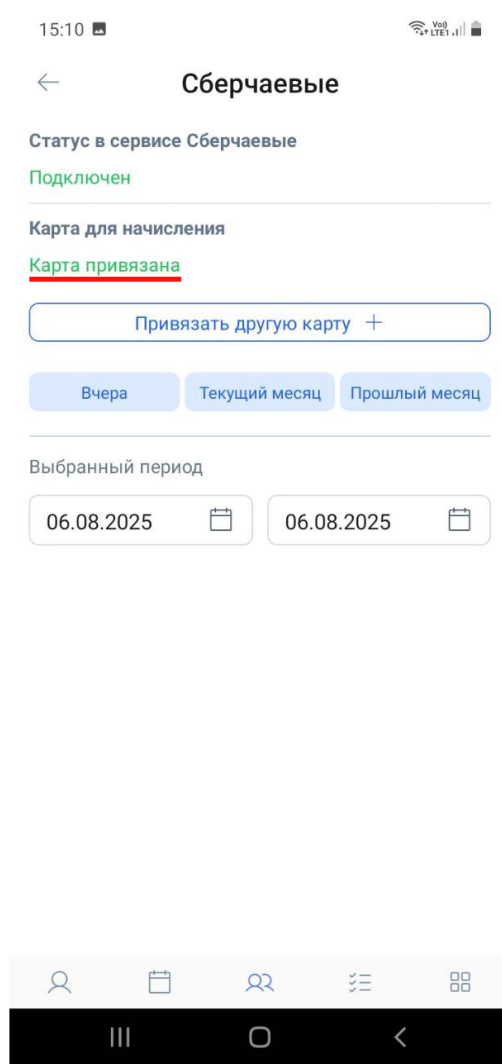 15:10
Vo)) LTE1
Сберчаевые
Статус в сервисе Сберчаевые
Подключен
Карта для начисления
Карта привязана
Привязать другую карту +
Вчера Текущий месяц Прошлый месяц
Выбранный период
06.08.2025 06.08.2025